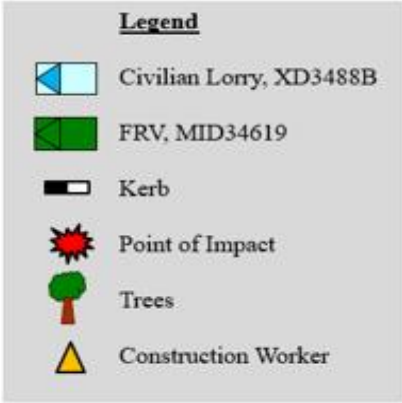 Legend
Civilian Lorry, XD3488B
FRV, MID34619
Kerb
Point of Impact
Trees
Construction Worker